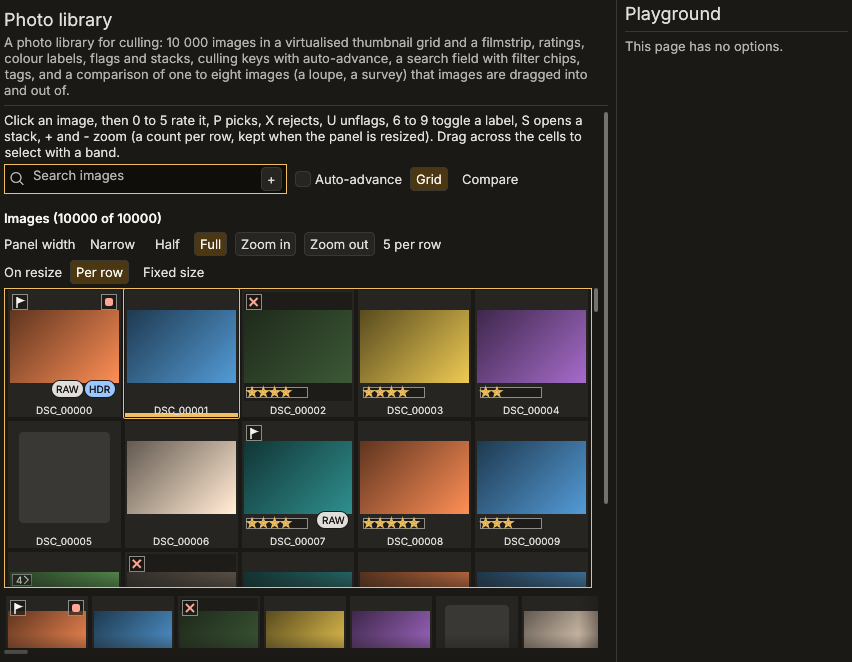 Photo library
A photo library for culling: 10 000 images in a virtualised thumbnail grid and a filmstrip, ratings,
colour labels, flags and stacks, culling keys with auto-advance, a search field with filter chips,
tags, and a comparison of one to eight images (a loupe, a survey) that images are dragged into
and out of.
Click an image, then 0 to 5 rate it, P picks, X rejects, U unflags, 6 to 9 toggle a label, S opens a
stack, + and - zoom (a count per row, kept when the panel is resized). Drag across the cells to
select with a band.
Search images + Auto-advance Grid Compare
Images (10000 of 10000)
Panel width Narrow Half Full Zoom in Zoom out 5 per row
On resize Per row Fixed size
RAW HDR
DSC_00000 DSC_00001 DSC_00002 DSC_00003 DSC_00004
RAW
DSC_00005 DSC_00006 DSC_00007 DSC_00008 DSC_00009
4>
Playground
This page has no options.